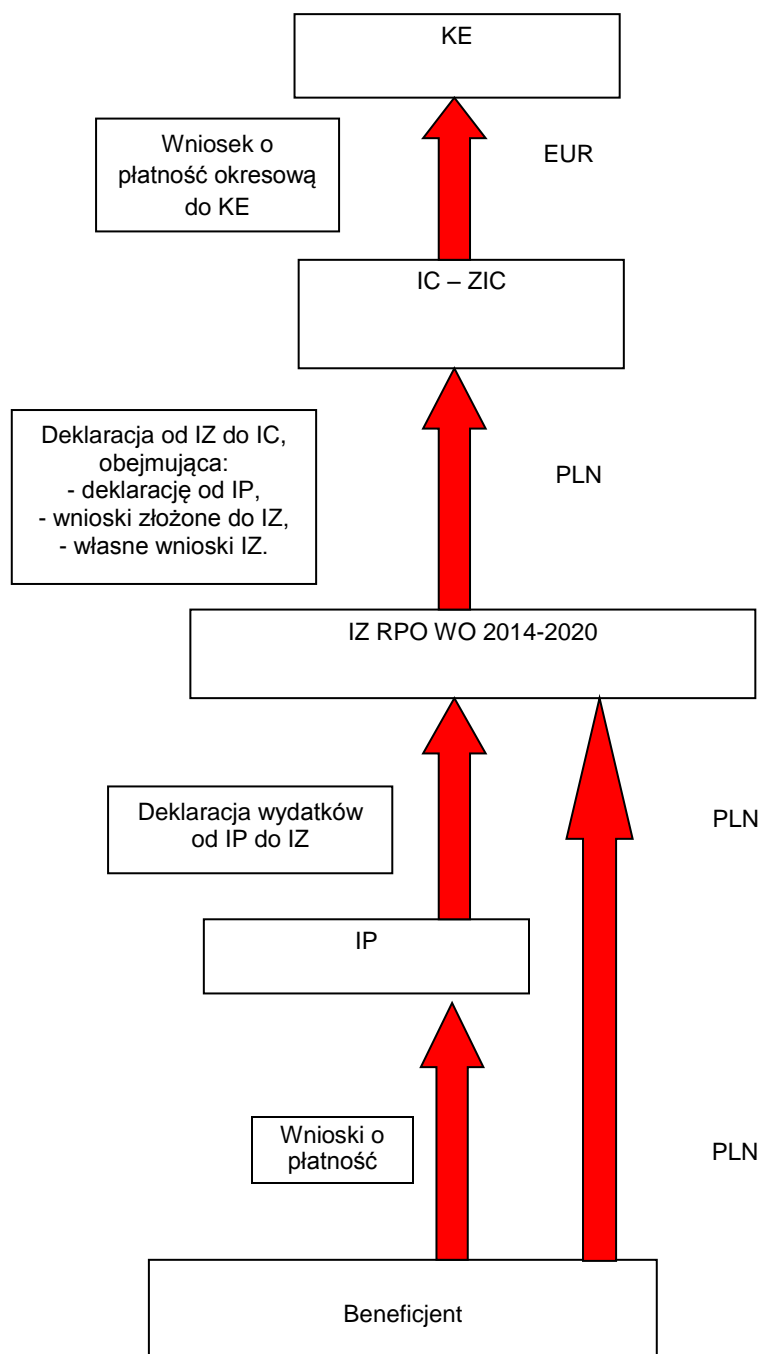 KE
Wniosek o
płatność okresową
do KE
EUR
IC – ZIC
Deklaracja od IZ do IC,
obejmująca:
- deklarację od IP,
- wnioski złożone do IZ,
- własne wnioski IZ.
PLN
IZ RPO WO 2014-2020
Deklaracja wydatków
od IP do IZ
PLN
IP
Wnioski o
płatność
PLN
Beneficjent